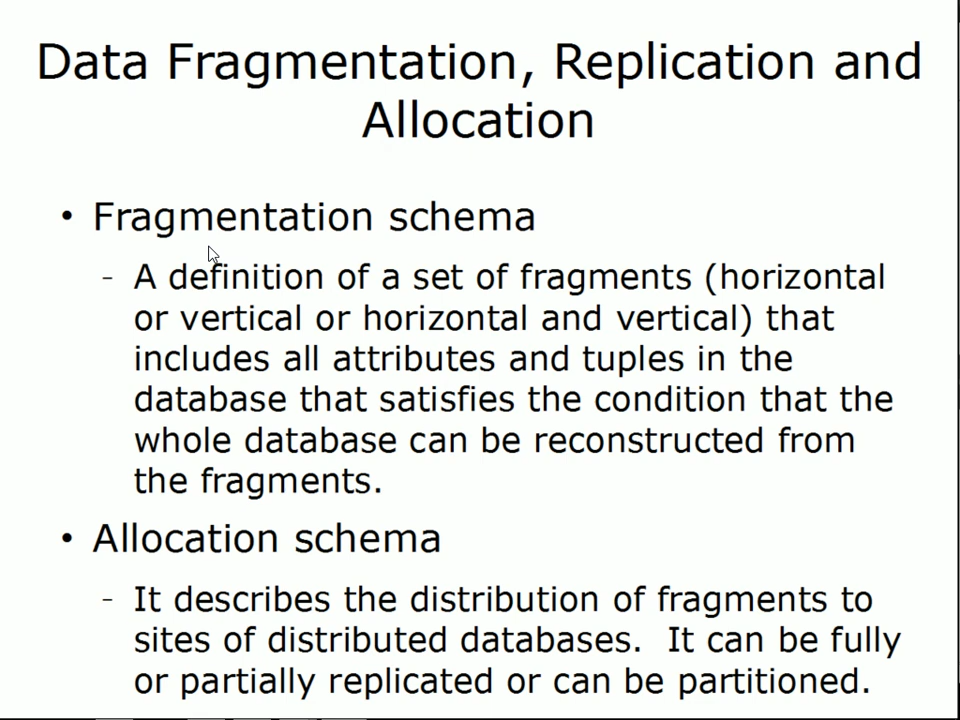 Data Fragmentation, Replication and
Allocation
• Fragmentation schema
– A definition of a set of fragments (horizontal
or vertical or horizontal and vertical) that
includes all attributes and tuples in the
database that satisfies the condition that the
whole database can be reconstructed from
the fragments.
• Allocation schema
– It describes the distribution of fragments to
sites of distributed databases.  It can be fully
or partially replicated or can be partitioned.